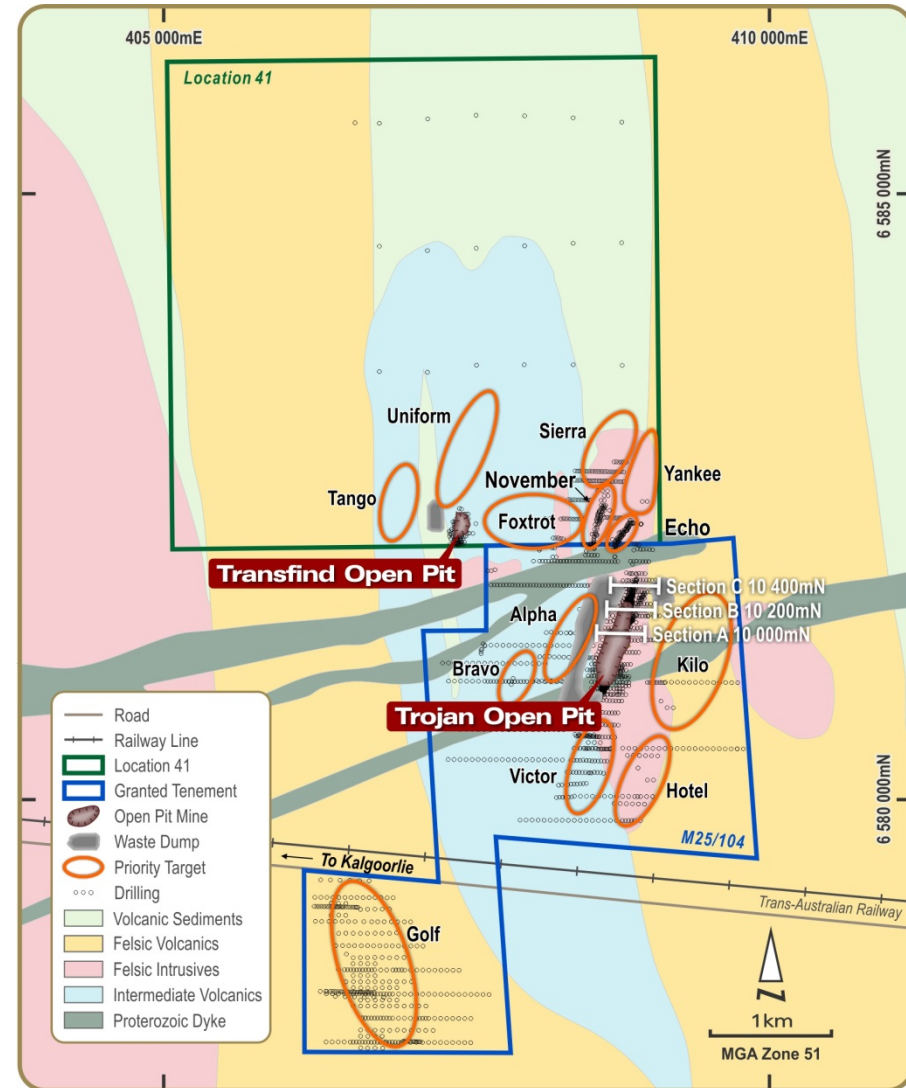 405 000mE
410 000mE
Location 41
6 585 000mN
Uniform
Sierra
Tango
November
Yankee
Foxtrot
Echo
Transfind Open Pit
Section C 10 400mN
Section B 10 200mN
Section A 10 000mN
Alpha
Bravo
Kilo
Trojan Open Pit
Victor
Hotel
6 580 000mN
M25/104
To Kalgoorlie
Trans-Australian Railway
Golf
Road
Railway Line
Location 41
Granted Tenement
Open Pit Mine
Waste Dump
Priority Target
Drilling
Volcanic Sediments
Felsic Volcanics
Felsic Intrusives
Intermediate Volcanics
Proterozoic Dyke
N
1km
MGA Zone 51